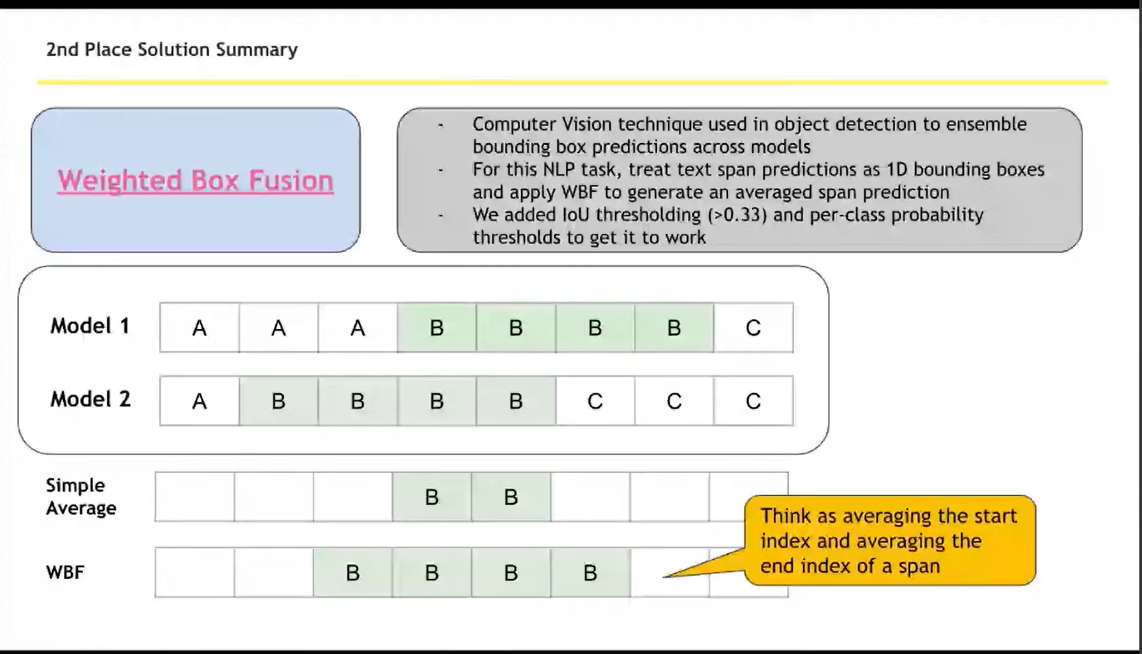 2nd Place Solution Summary
Weighted Box Fusion
- Computer Vision technique used in object detection to ensemble
bounding box predictions across models
- For this NLP task, treat text span predictions as 1D bounding boxes
and apply WBF to generate an averaged span prediction
- We added IoU thresholding (>0.33) and per-class probability
thresholds to get it to work
Model 1 A A A B B B B C
Model 2 A B B B B C C C
Simple
Average
B B
WBF B B B B
Think as averaging the start
index and averaging the
end index of a span